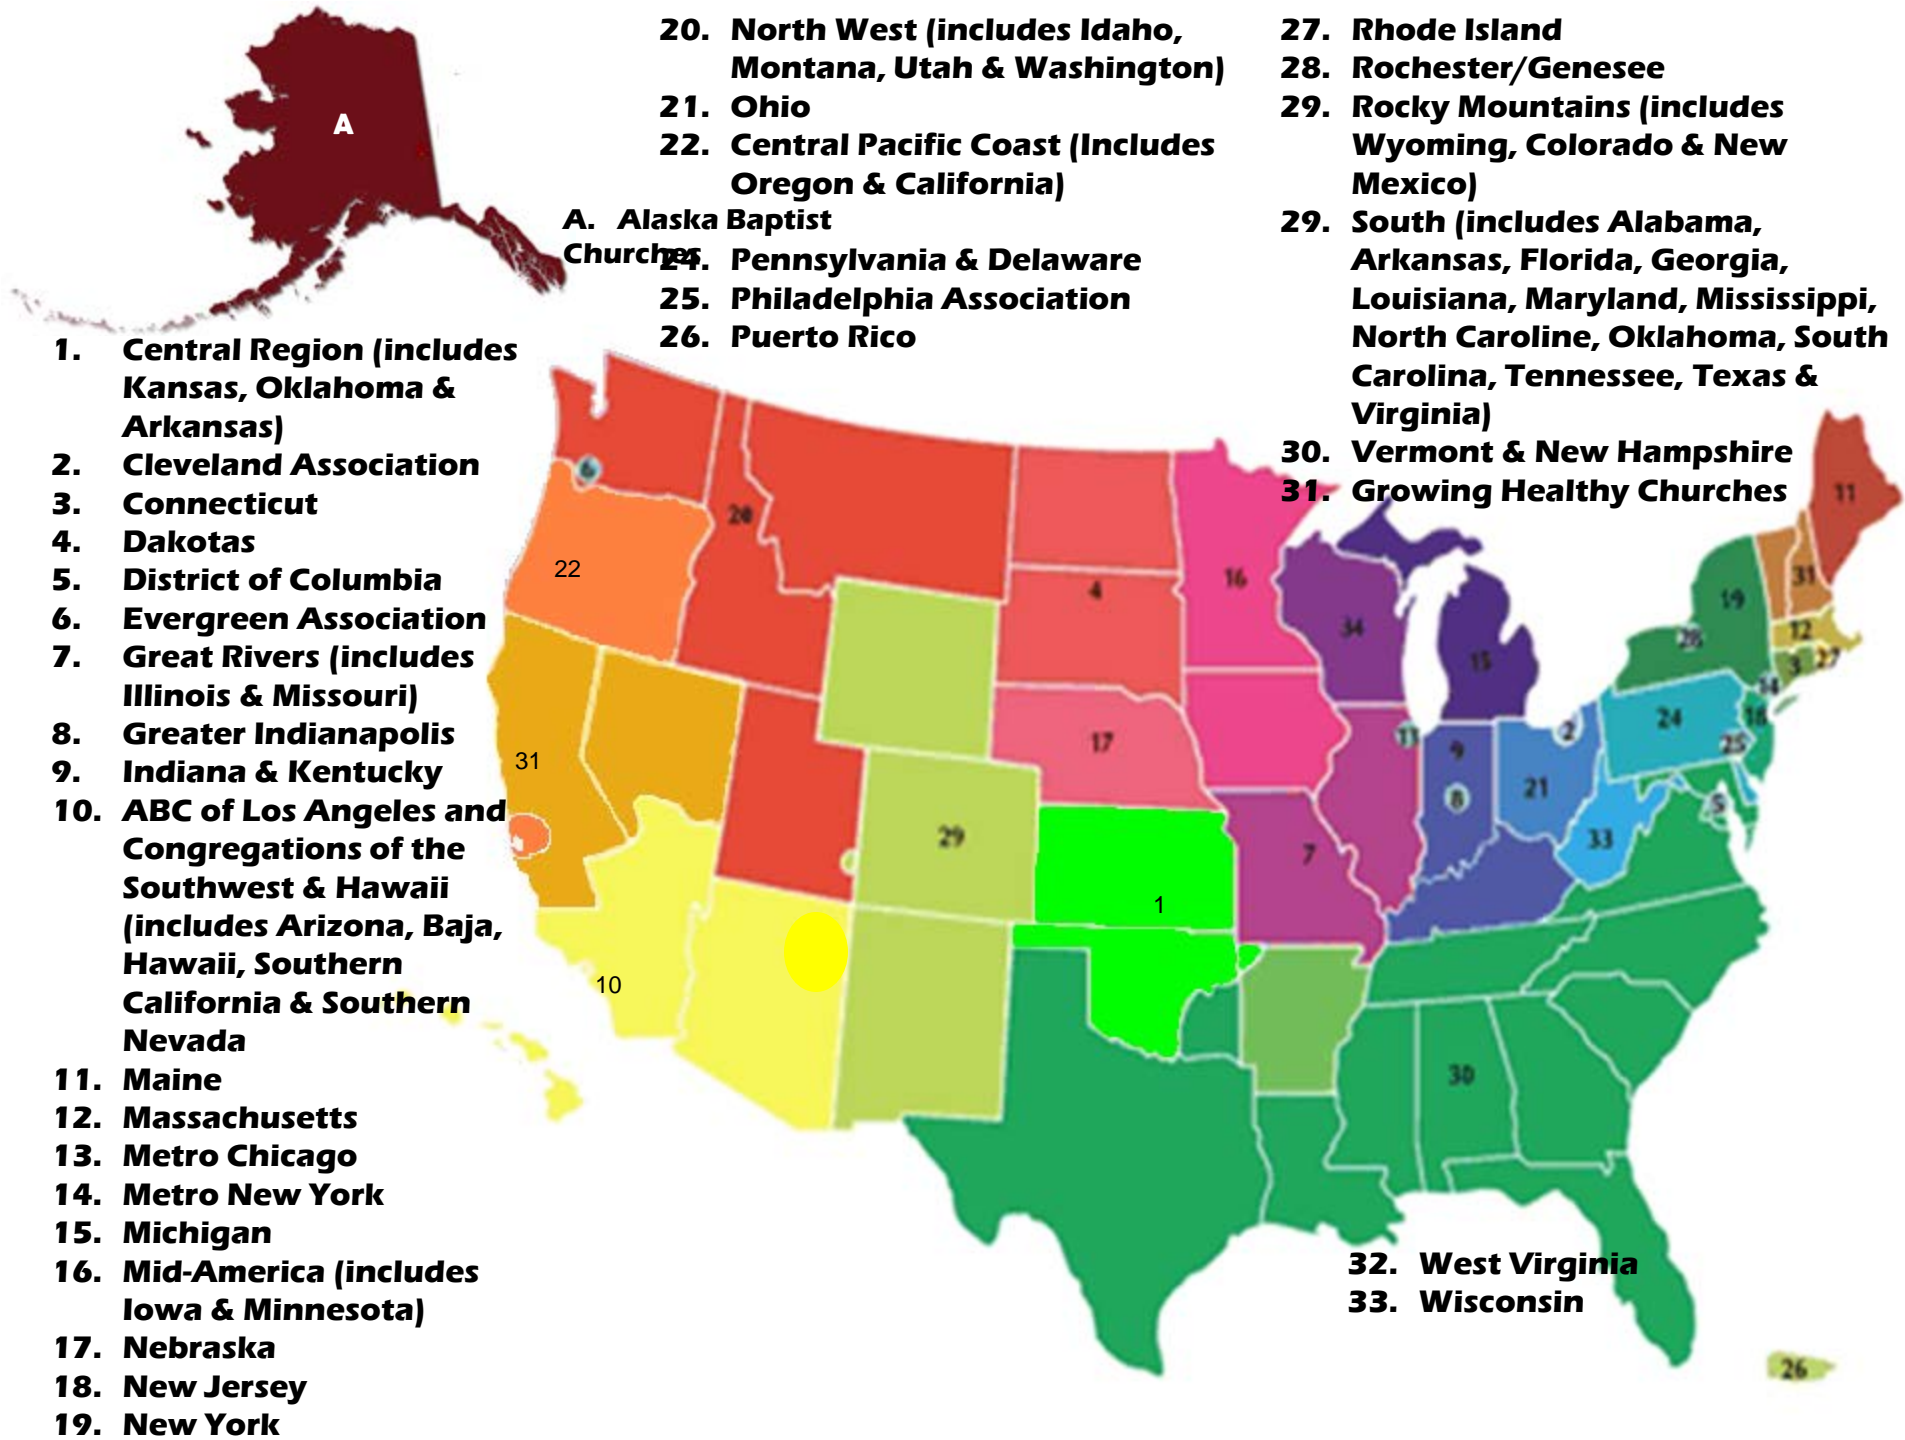 A
20. North West (includes Idaho,
Montana, Utah & Washington)
21. Ohio
22. Central Pacific Coast (Includes
Oregon & California)
A. Alaska Baptist
Churches
24. Pennsylvania & Delaware
25. Philadelphia Association
26. Puerto Rico
27. Rhode Island
28. Rochester/Genesee
29. Rocky Mountains (includes
Wyoming, Colorado & New
Mexico)
29. South (includes Alabama,
Arkansas, Florida, Georgia,
Louisiana, Maryland, Mississippi,
North Caroline, Oklahoma, South
Carolina, Tennessee, Texas &
Virginia)
30. Vermont & New Hampshire
31. Growing Healthy Churches
1. Central Region (includes
Kansas, Oklahoma &
Arkansas)
2. Cleveland Association
3. Connecticut
4. Dakotas
5. District of Columbia
6. Evergreen Association
7. Great Rivers (includes
Illinois & Missouri)
8. Greater Indianapolis
9. Indiana & Kentucky
10. ABC of Los Angeles and
Congregations of the
Southwest & Hawaii
(includes Arizona, Baja,
Hawaii, Southern
California & Southern
Nevada
11. Maine
12. Massachusetts
13. Metro Chicago
14. Metro New York
15. Michigan
16. Mid-America (includes
Iowa & Minnesota)
17. Nebraska
18. New Jersey
19. New York
32. West Virginia
33. Wisconsin
6
20
22
4
16
34
15
11
31
19
28
12
3
27
14
18
24
25
2
17
13
9
8
21
5
33
31
29
7
1
10
30
26